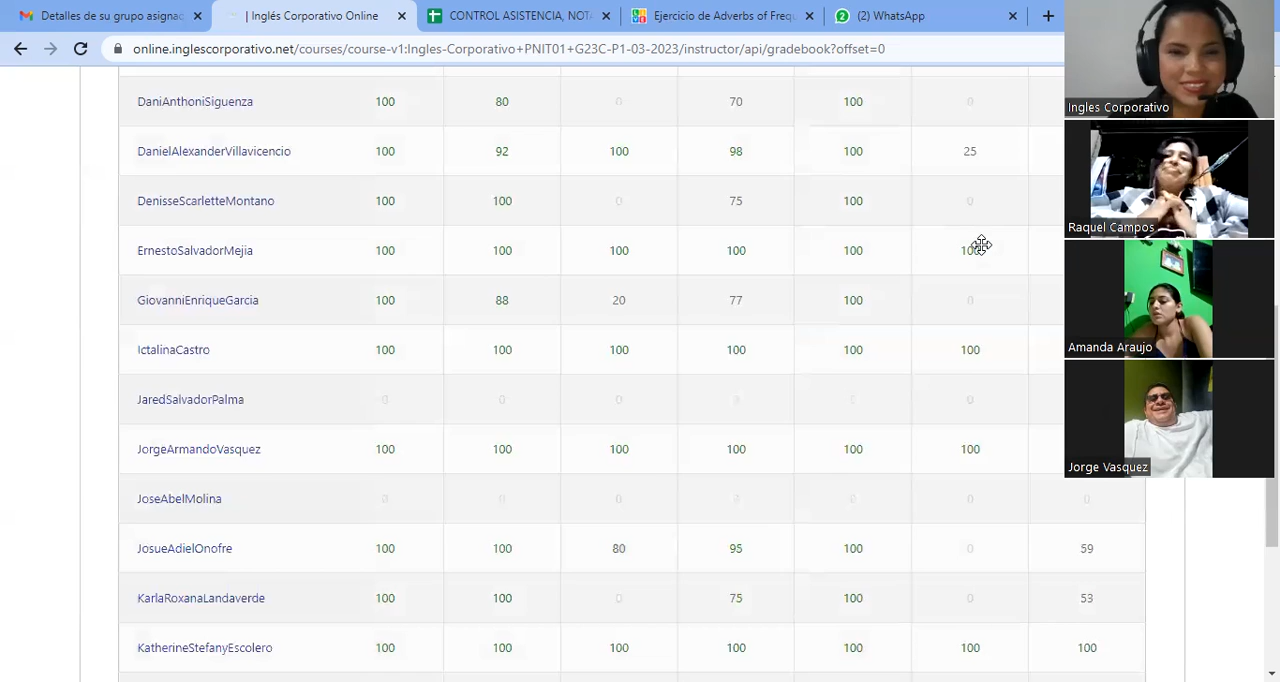 Detalles de su grupo asigna
| Inglés Corporativo Online
CONTROL, ASISTENCIA, NOT
Ejercicio de Adverbs of Frequ
(2) WhatsApp
online.inglescorporativo.net/courses/course-v1:Ingles-Corporativo+PNIT01+G23C-P1-03-2023/instructor/api/gradebook?offset=0
DaniAnthoniSiguenza 100 80 0 70 100 0
DanielAlexanderVillavicencio 100 100 98 100 25
DenisseScarletteMontano 100 0 75 100 0
ErnestoSalvadorMejia 100 100 100 100 100
GiovanniEnriqueGarcia 100 88 20 77 100 0
IctalinaCastro 100 100 100 100 100 100
JaredSalvadorPalma 0 0 0 0 0
JorgeArmandoVasquez 100 100 100 100 100 100
JoseAbelMolina 0 0 0 0 0
JosueAdielOnofre 100 100 80 95 100 0 59
KarlaRoxanaLandaverde 100 100 0 75 100 0 53
KatherineStefanyEscolero 100 100 100 100 100 100 100
Ingles Corporativo
Raquel Campos
Amanda Araujo
Jorge Vasquez